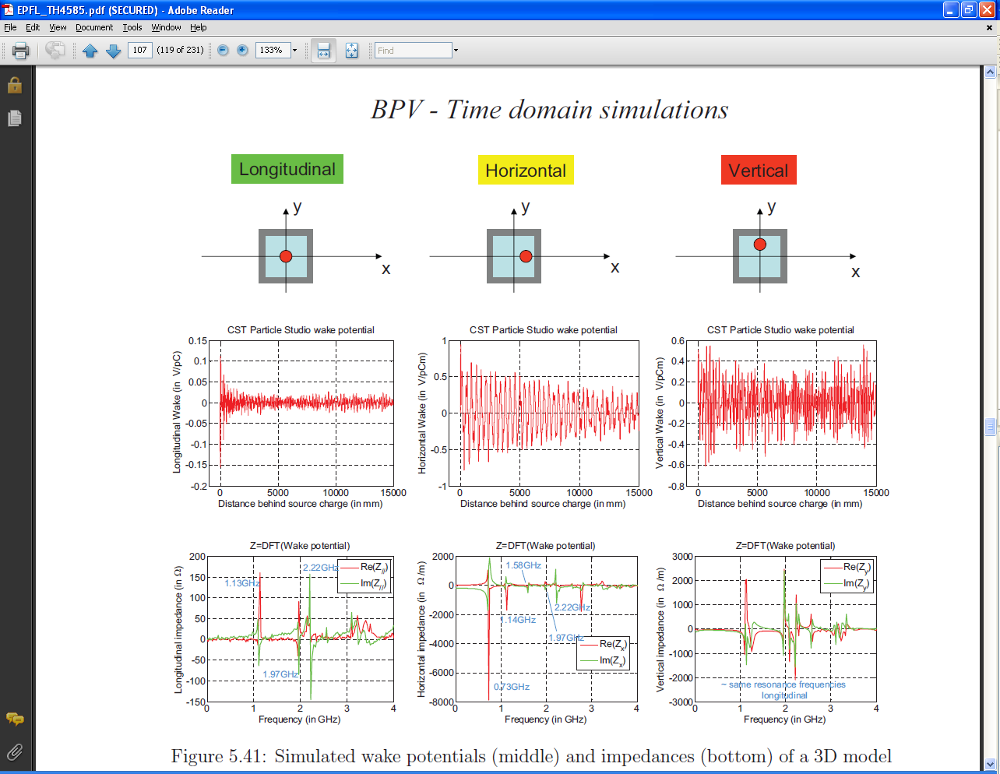 EPFL_TH4585.pdf (SECURED) - Adobe Reader
File Edit View Document Tools Window Help
107 (119 of 231) 133% Find
BPV - Time domain simulations
Longitudinal Horizontal Vertical
y y y
x x x
CST Particle Studio wake potential
Longitudinal Wake (in V/pC)
0.15
0.1
0.05
0
-0.05
-0.1
-0.15
-0.2
0 5000 10000 15000
Distance behind source charge (in mm)
CST Particle Studio wake potential
Horizontal Wake (in V/pCm)
1
0.5
0
-0.5
-1
0 5000 10000 15000
Distance behind source charge (in mm)
CST Particle Studio wake potential
Vertical Wake (in V/pCm)
0.6
0.4
0.2
0
-0.2
-0.4
-0.6
-0.8
0 5000 10000 15000
Distance behind source charge (in mm)
Z=DFT(Wake potential)
Longitudinal impedance (in Ω)
200
150
100
50
0
-50
-100
-150
0 1 2 3 4
Frequency (in GHz)
2.22GHz
1.13GHz
1.97GHz
Re(Z//)
Im(Z//)
Z=DFT(Wake potential)
Horizontal impedance (in Ω/m)
2000
0
-2000
-4000
-6000
-8000
0 1 2 3 4
Frequency (in GHz)
1.58GHz
2.22GHz
1.14GHz
1.97GHz
0.73GHz
Re(Zx)
Im(Zx)
Z=DFT(Wake potential)
Vertical impedance (in Ω/m)
3000
2000
1000
0
-1000
-2000
-3000
0 1 2 3 4
Frequency (in GHz)
Re(Zy)
Im(Zy)
~ same resonance frequencies
longitudinal
Figure 5.41: Simulated wake potentials (middle) and impedances (bottom) of a 3D model